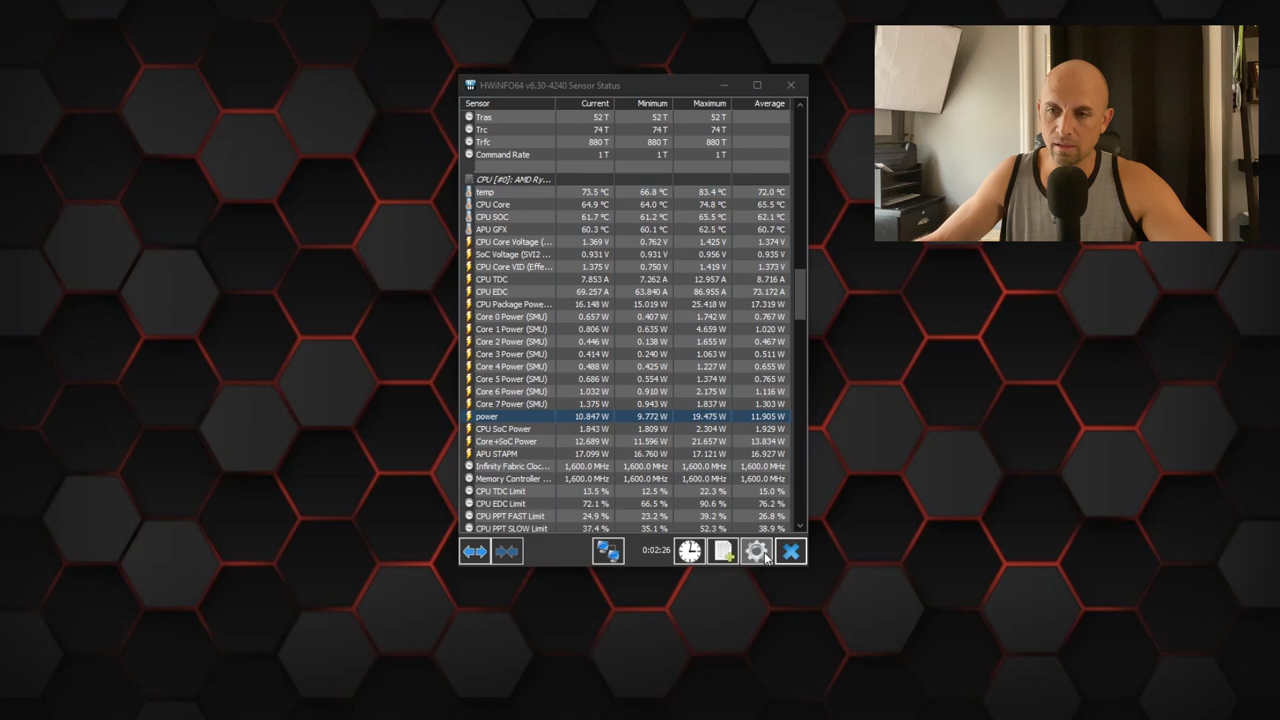 HWiNFO64 v6.30-4240 Sensor Status
Sensor Current Minimum Maximum Average
Tras 52 T 52 T 52 T
Trc 74 T 74 T 74 T
Trfc 880 T 880 T 880 T
Command Rate 1 T 1 T 1 T
CPU [#0]: AMD Ry...
temp 73.5 °C 66.8 °C 83.4 °C 72.0 °C
CPU Core 64.9 °C 64.0 °C 74.8 °C 65.5 °C
CPU SOC 61.7 °C 61.2 °C 65.5 °C 62.1 °C
APU GFX 60.3 °C 60.1 °C 62.5 °C 60.7 °C
CPU Core Voltage (... 1.369 V 0.762 V 1.425 V 1.374 V
SoC Voltage (SVI2 ... 0.931 V 0.931 V 0.956 V 0.935 V
CPU Core VID (Effe... 1.375 V 0.750 V 1.419 V 1.373 V
CPU TDC 7.853 A 7.262 A 12.957 A 8.716 A
CPU EDC 69.257 A 63.840 A 86.955 A 73.172 A
CPU Package Powe... 16.148 W 15.019 W 25.418 W 17.319 W
Core 0 Power (SMU) 0.657 W 0.407 W 1.742 W 0.767 W
Core 1 Power (SMU) 0.806 W 0.635 W 4.659 W 1.020 W
Core 2 Power (SMU) 0.446 W 0.138 W 1.655 W 0.467 W
Core 3 Power (SMU) 0.414 W 0.240 W 1.063 W 0.511 W
Core 4 Power (SMU) 0.488 W 0.425 W 1.227 W 0.655 W
Core 5 Power (SMU) 0.686 W 0.554 W 1.374 W 0.765 W
Core 6 Power (SMU) 1.032 W 0.910 W 2.175 W 1.116 W
Core 7 Power (SMU) 1.375 W 0.943 W 1.837 W 1.303 W
power 10.847 W 9.772 W 19.475 W 11.905 W
CPU SoC Power 1.843 W 1.809 W 2.304 W 1.929 W
Core+SoC Power 12.689 W 11.596 W 21.657 W 13.834 W
APU STAPM 17.099 W 16.760 W 17.121 W 16.927 W
Infinity Fabric Cloc... 1,600.0 MHz 1,600.0 MHz 1,600.0 MHz 1,600.0 MHz
Memory Controller ... 1,600.0 MHz 1,600.0 MHz 1,600.0 MHz 1,600.0 MHz
CPU TDC Limit 13.5 % 12.5 % 22.3 % 15.0 %
CPU EDC Limit 72.1 % 66.5 % 90.6 % 76.2 %
CPU PPT FAST Limit 24.9 % 23.2 % 39.2 % 26.8 %
CPU PPT SLOW Limit 37.4 % 35.1 % 52.3 % 38.9 %
0:02:26